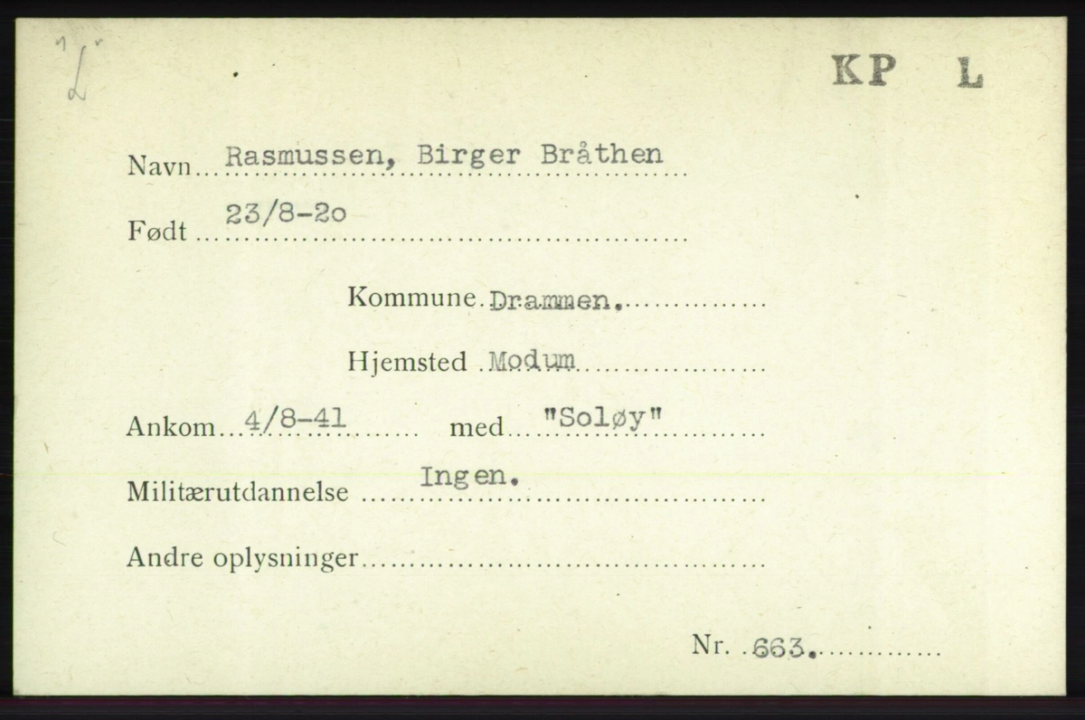 "L"
KP L
Navn Rasmussen, Birger Bråthen
Født 23/8-20
Kommune Drammen.
Hjemsted Modum
Ankom 4/8-41 med "Soløy"
Militærutdannelse Ingen.
Andre oplysninger
Nr. 663.